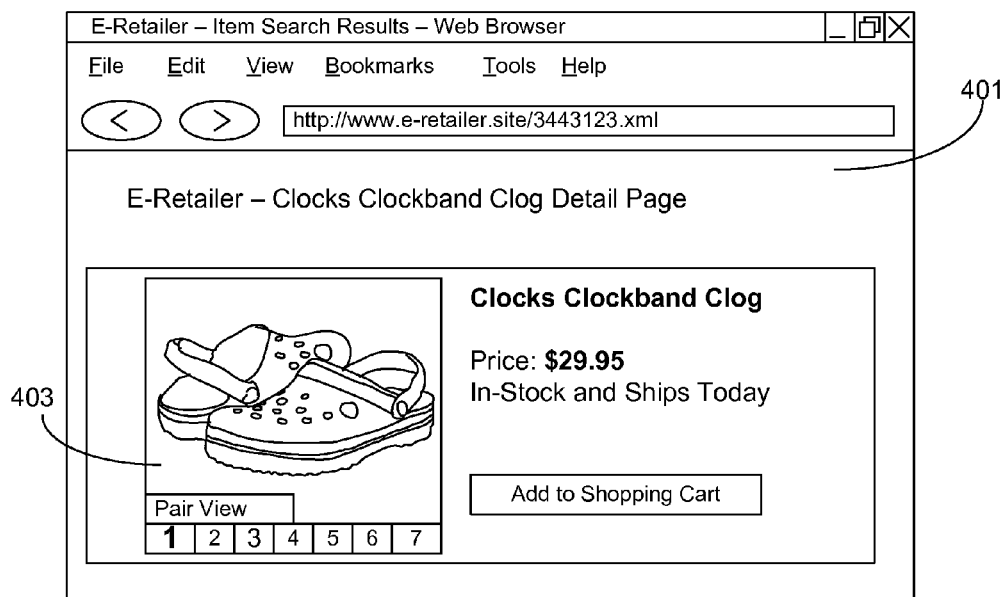 E-Retailer – Item Search Results – Web Browser
File Edit View Bookmarks Tools Help
401
< > http://www.e-retailer.site/3443123.xml
E-Retailer – Clocks Clockband Clog Detail Page
Clocks Clockband Clog
Price: $29.95
In-Stock and Ships Today
403
Add to Shopping Cart
Pair View
1 2 3 4 5 6 7